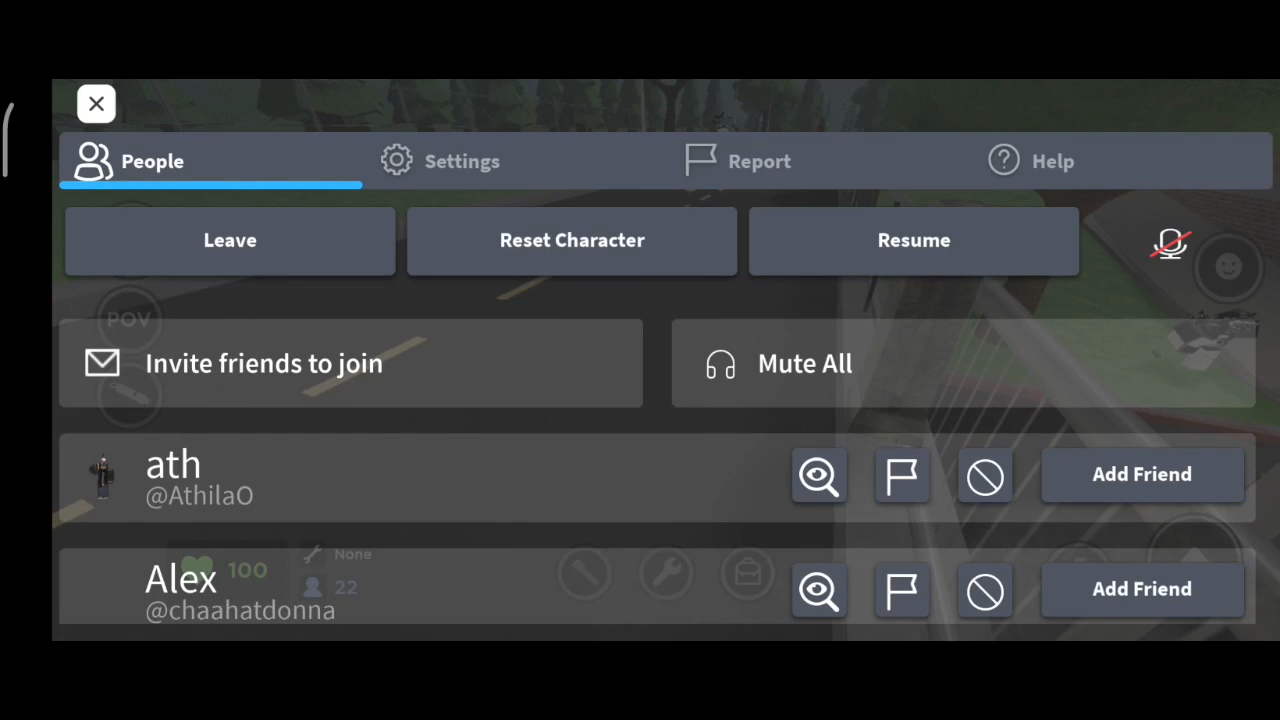 People
Settings
Report
Help
Leave
Reset Character
Resume
POV
Invite friends to join
Mute All
ath
@AthilaO
Add Friend
None
100
22
Alex
@chaahatdonna
Add Friend